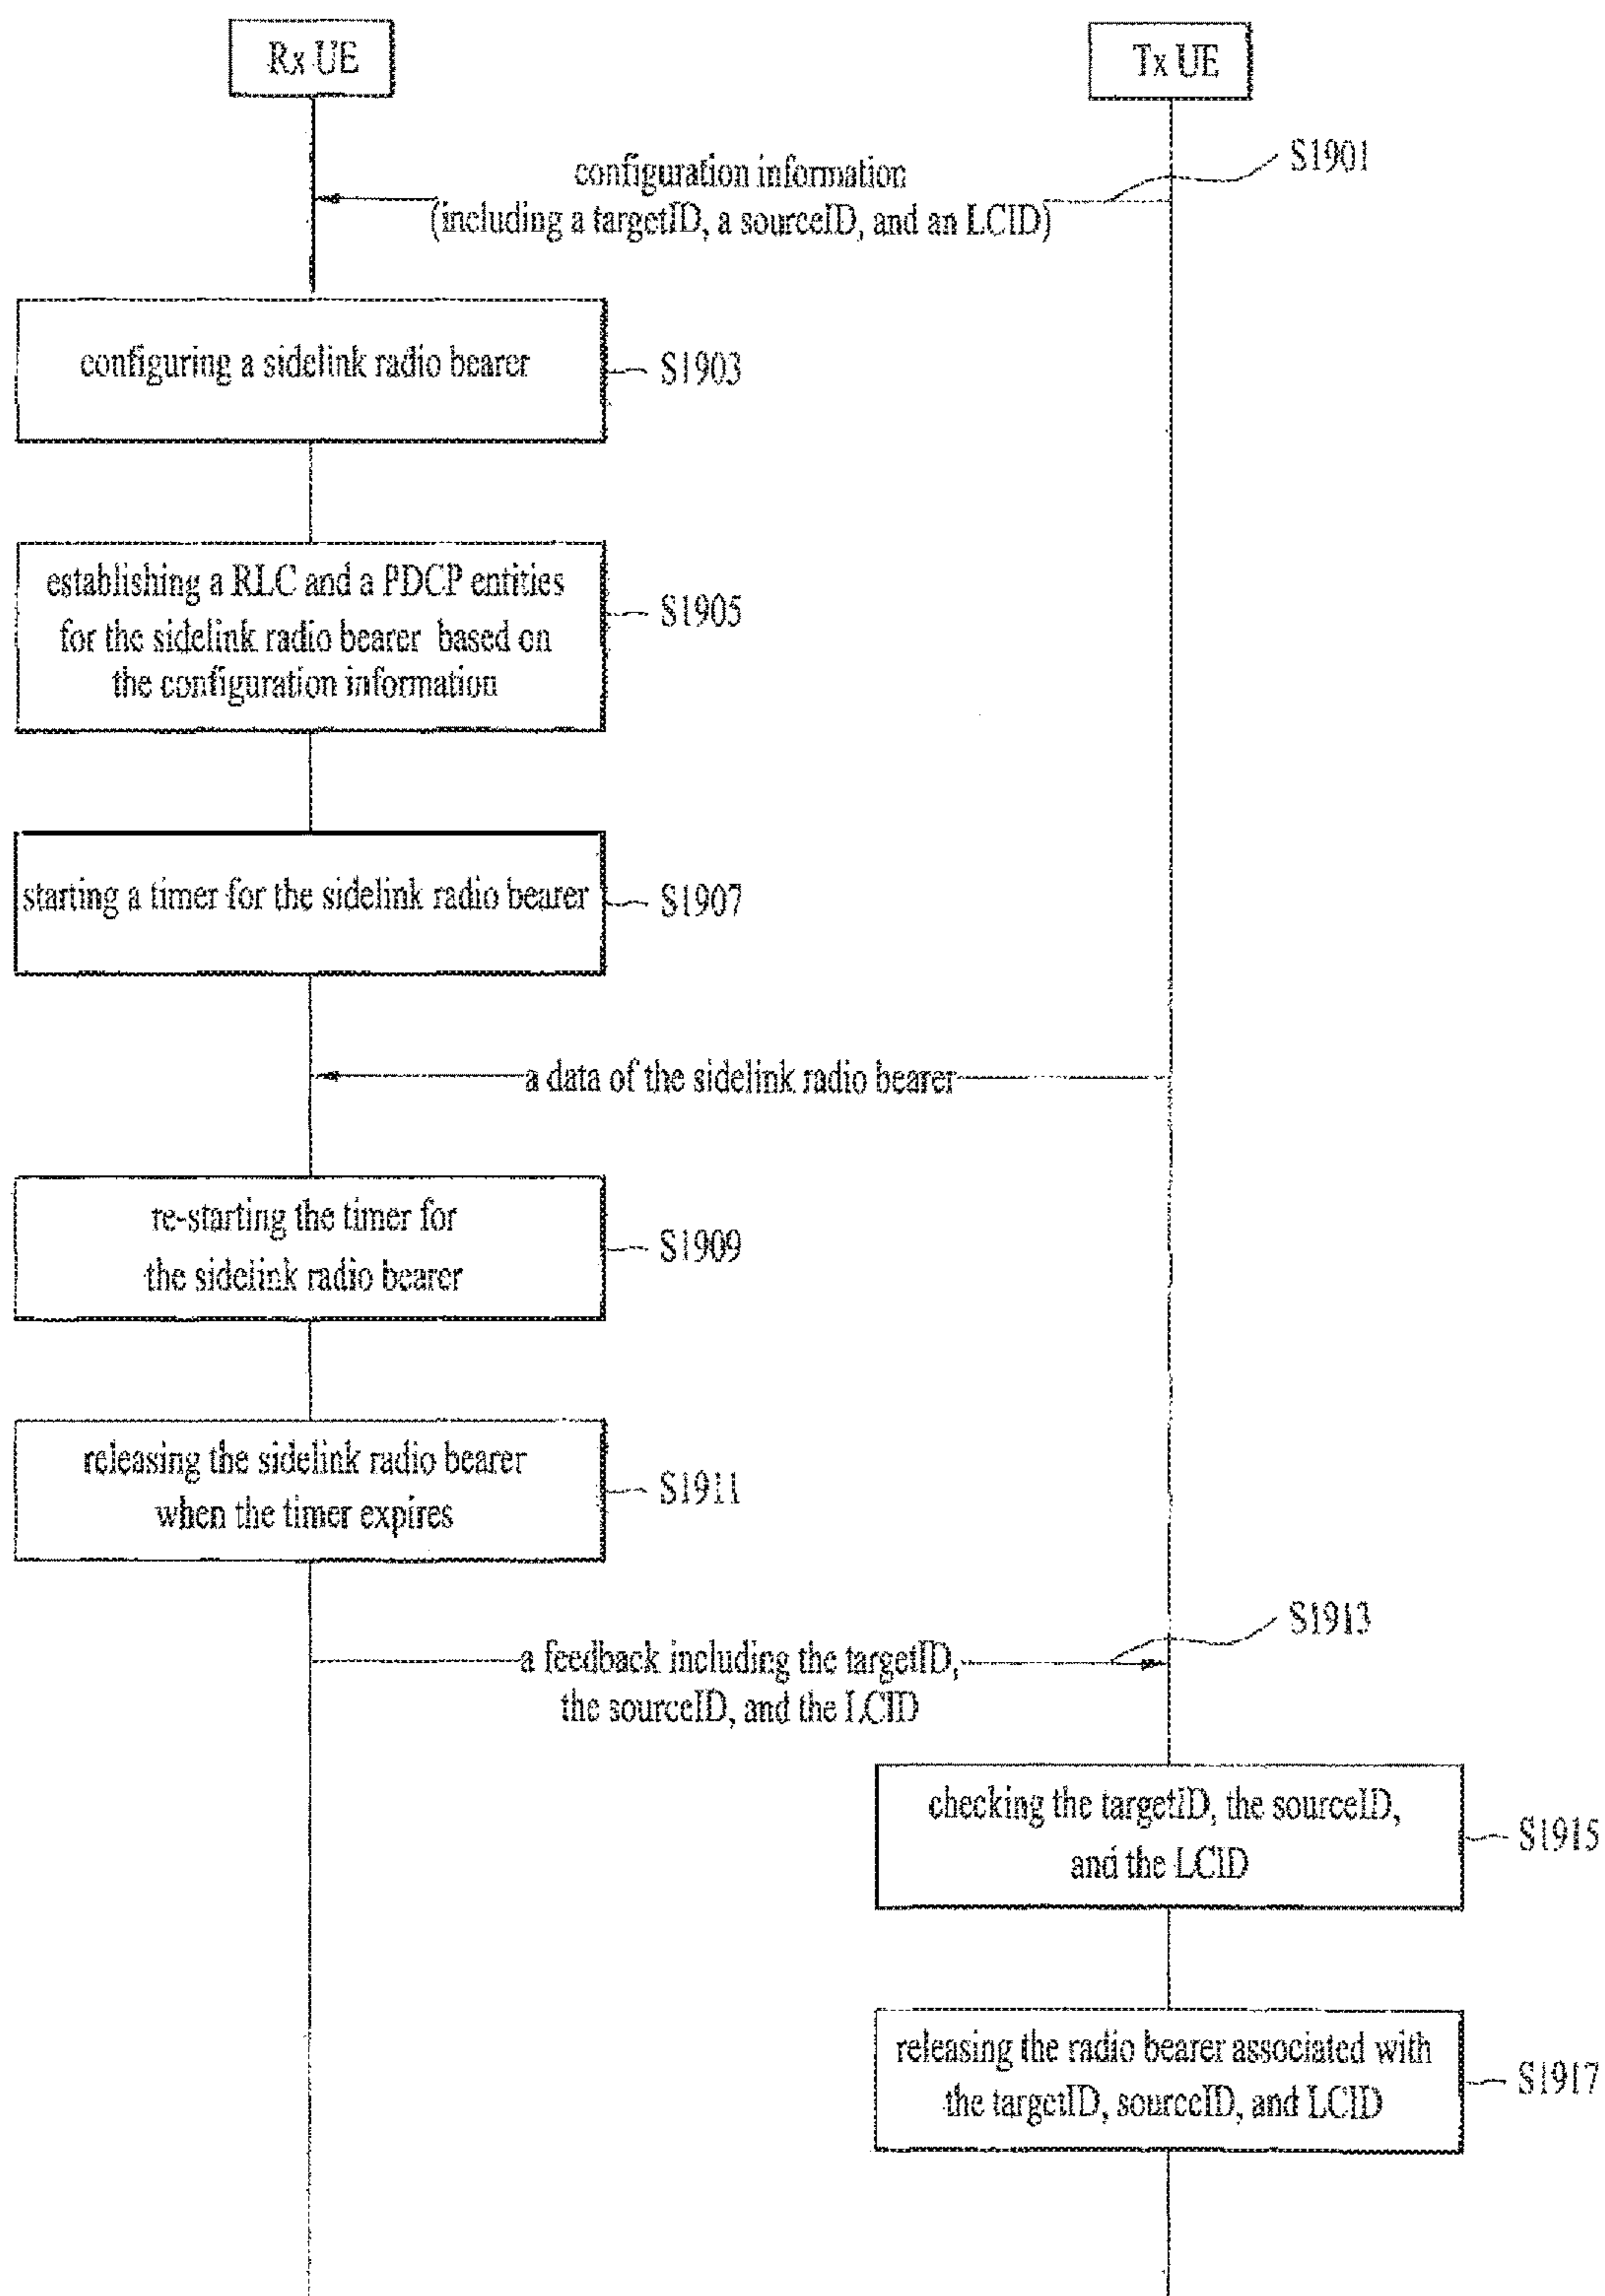 Rx UE
Tx UE
S1901
configuration information
(including a targetID, a sourceID, and an LCID)
configuring a sidelink radio bearer
S1903
establishing a RLC and a PDCP entities
for the sidelink radio bearer based on
the configuration information
S1905
starting a timer for the sidelink radio bearer
S1907
a data of the sidelink radio bearer
re-starting the timer for
the sidelink radio bearer
S1909
releasing the sidelink radio bearer
when the timer expires
S1911
S1913
a feedback including the targetID,
the sourceID, and the LCID
checking the targetID, the sourceID,
and the LCID
S1915
releasing the radio bearer associated with
the targetID, sourceID, and LCID
S1917